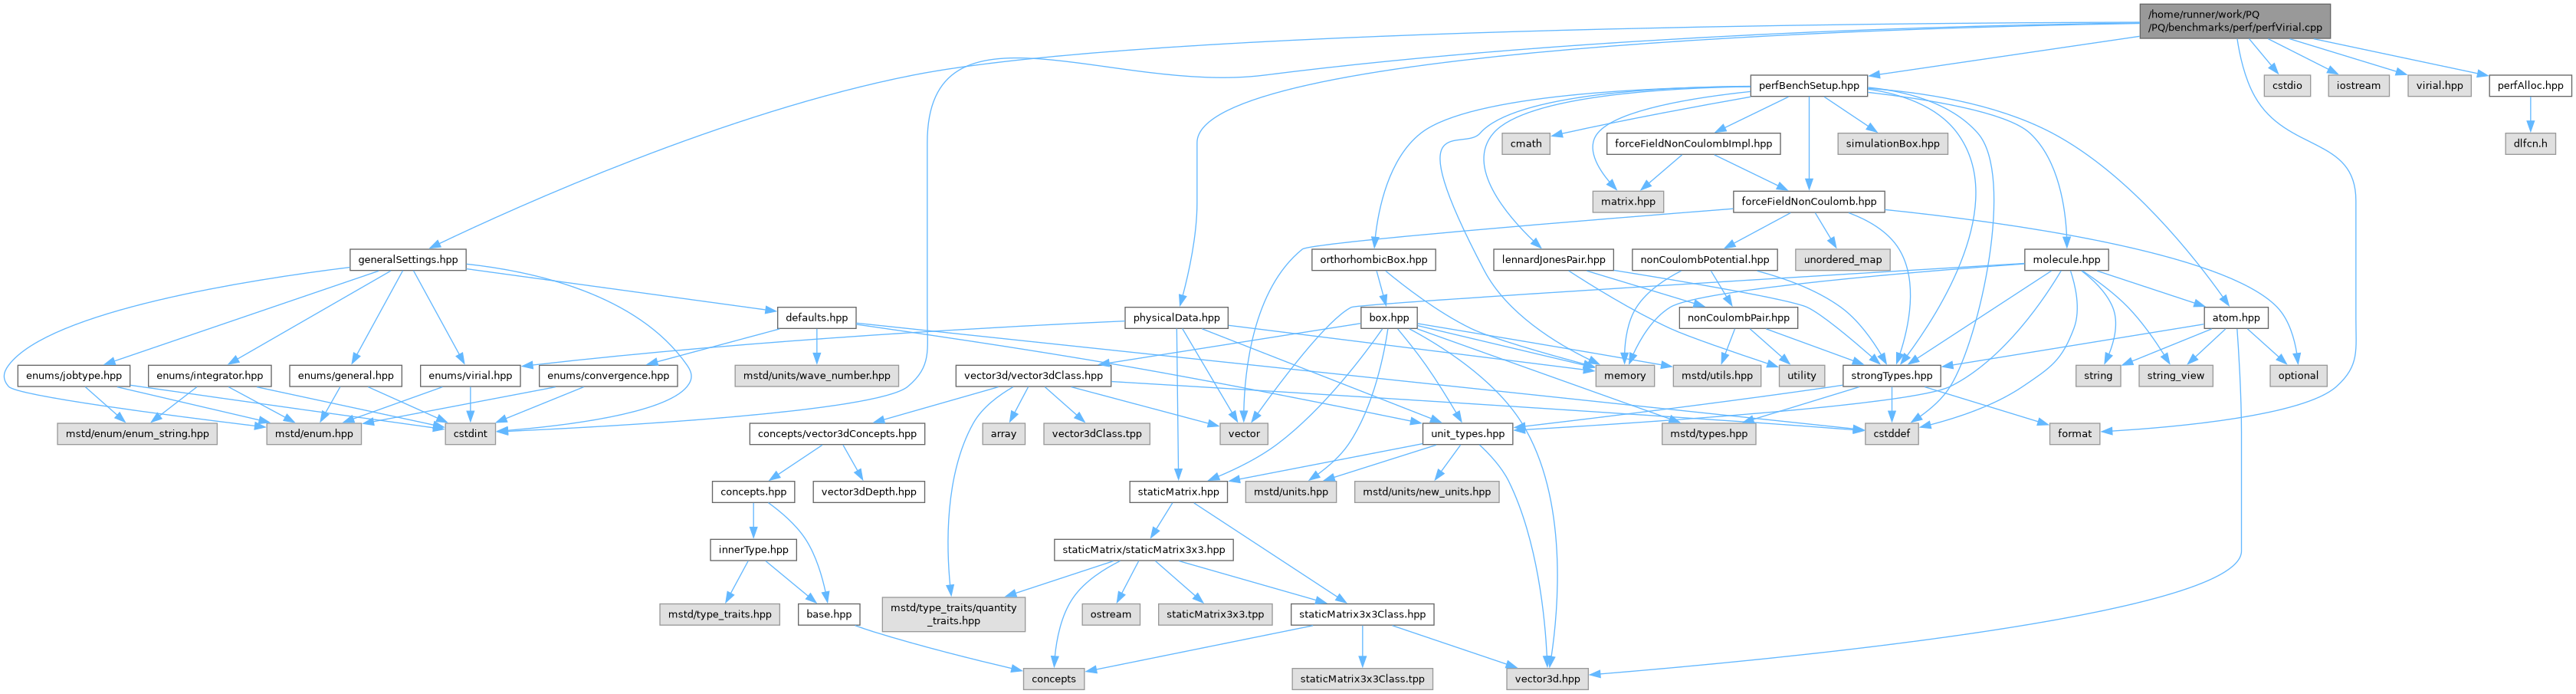 /home/runner/work/PQ
/PQ/benchmarks/perf/perfVirial.cpp
perfBenchSetup.hpp
cstdio
iostream
virial.hpp
perfAlloc.hpp
cmath
forceFieldNonCoulombImpl.hpp
simulationBox.hpp
dlfcn.h
matrix.hpp
forceFieldNonCoulomb.hpp
generalSettings.hpp
orthorhombicBox.hpp
lennardJonesPair.hpp
nonCoulombPotential.hpp
unordered_map
molecule.hpp
defaults.hpp
physicalData.hpp
box.hpp
nonCoulombPair.hpp
atom.hpp
enums/jobtype.hpp
enums/integrator.hpp
enums/general.hpp
enums/virial.hpp
enums/convergence.hpp
mstd/units/wave_number.hpp
vector3d/vector3dClass.hpp
memory
mstd/utils.hpp
utility
strongTypes.hpp
string
string_view
optional
mstd/enum/enum_string.hpp
mstd/enum.hpp
cstdint
concepts/vector3dConcepts.hpp
array
vector3dClass.tpp
vector
unit_types.hpp
mstd/types.hpp
cstddef
format
concepts.hpp
vector3dDepth.hpp
staticMatrix.hpp
mstd/units.hpp
mstd/units/new_units.hpp
innerType.hpp
staticMatrix/staticMatrix3x3.hpp
mstd/type_traits.hpp
base.hpp
mstd/type_traits/quantity
_traits.hpp
ostream
staticMatrix3x3.tpp
staticMatrix3x3Class.hpp
concepts
staticMatrix3x3Class.tpp
vector3d.hpp